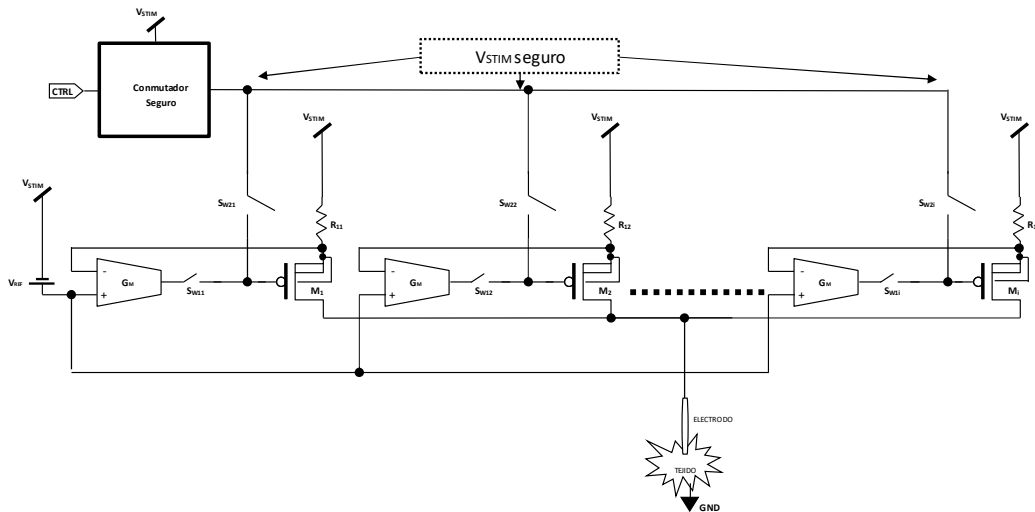 VSTIM
VSTIM seguro
Conmutador
Seguro
CTRL
VSTIM
VSTIM
VSTIM
VSTIM
SW21
SW22
SW2i
R11
R12
VREF
-
+
GM
SW11
M1
-
+
GM
SW12
M2
-
+
GM
SW1i
Mi
ELECTRODO
TEJIDO
GND